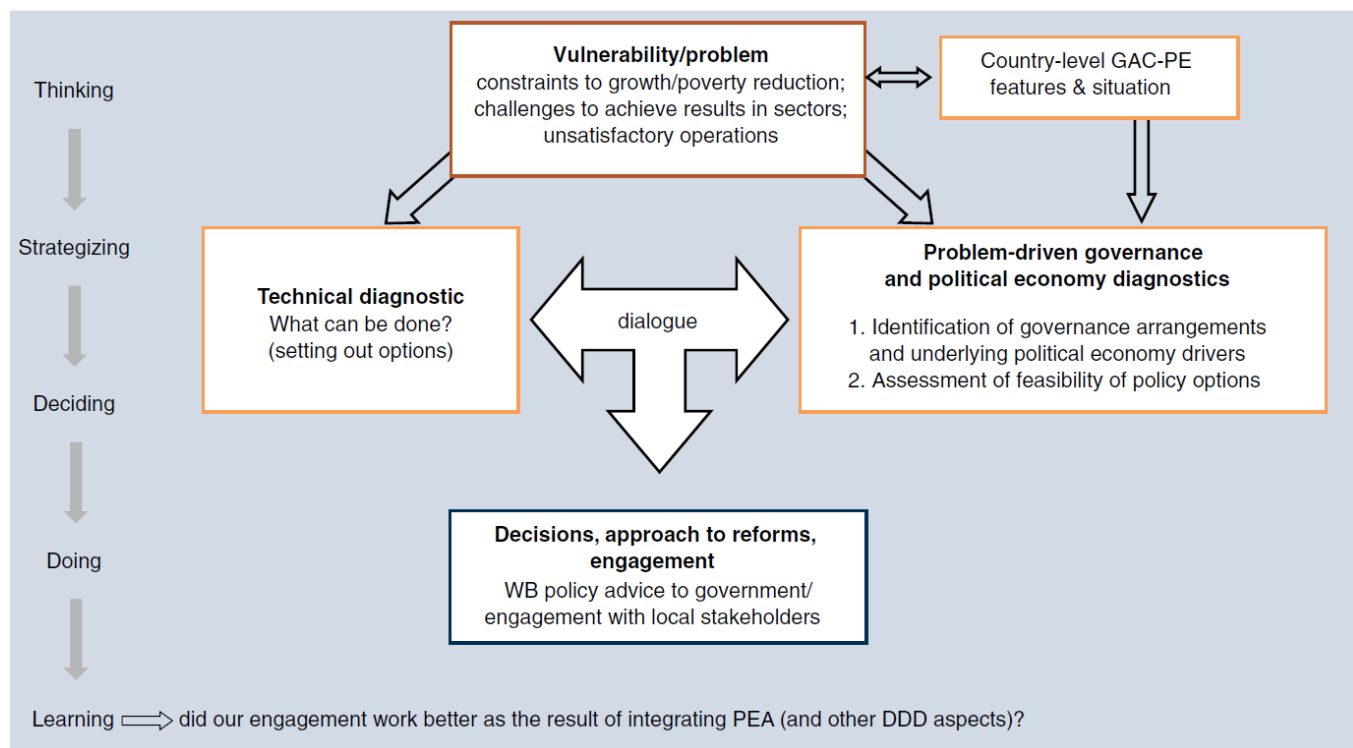 Vulnerability/problem
constraints to growth/poverty reduction;
challenges to achieve results in sectors;
unsatisfactory operations
Country-level GAC-PE
features & situation
Thinking
Strategizing
Technical diagnostic
What can be done?
(setting out options)
dialogue
Problem-driven governance
and political economy diagnostics
1. Identification of governance arrangements
and underlying political economy drivers
2. Assessment of feasibility of policy options
Deciding
Doing
Decisions, approach to reforms,
engagement
WB policy advice to government/
engagement with local stakeholders
Learning did our engagement work better as the result of integrating PEA (and other DDD aspects)?